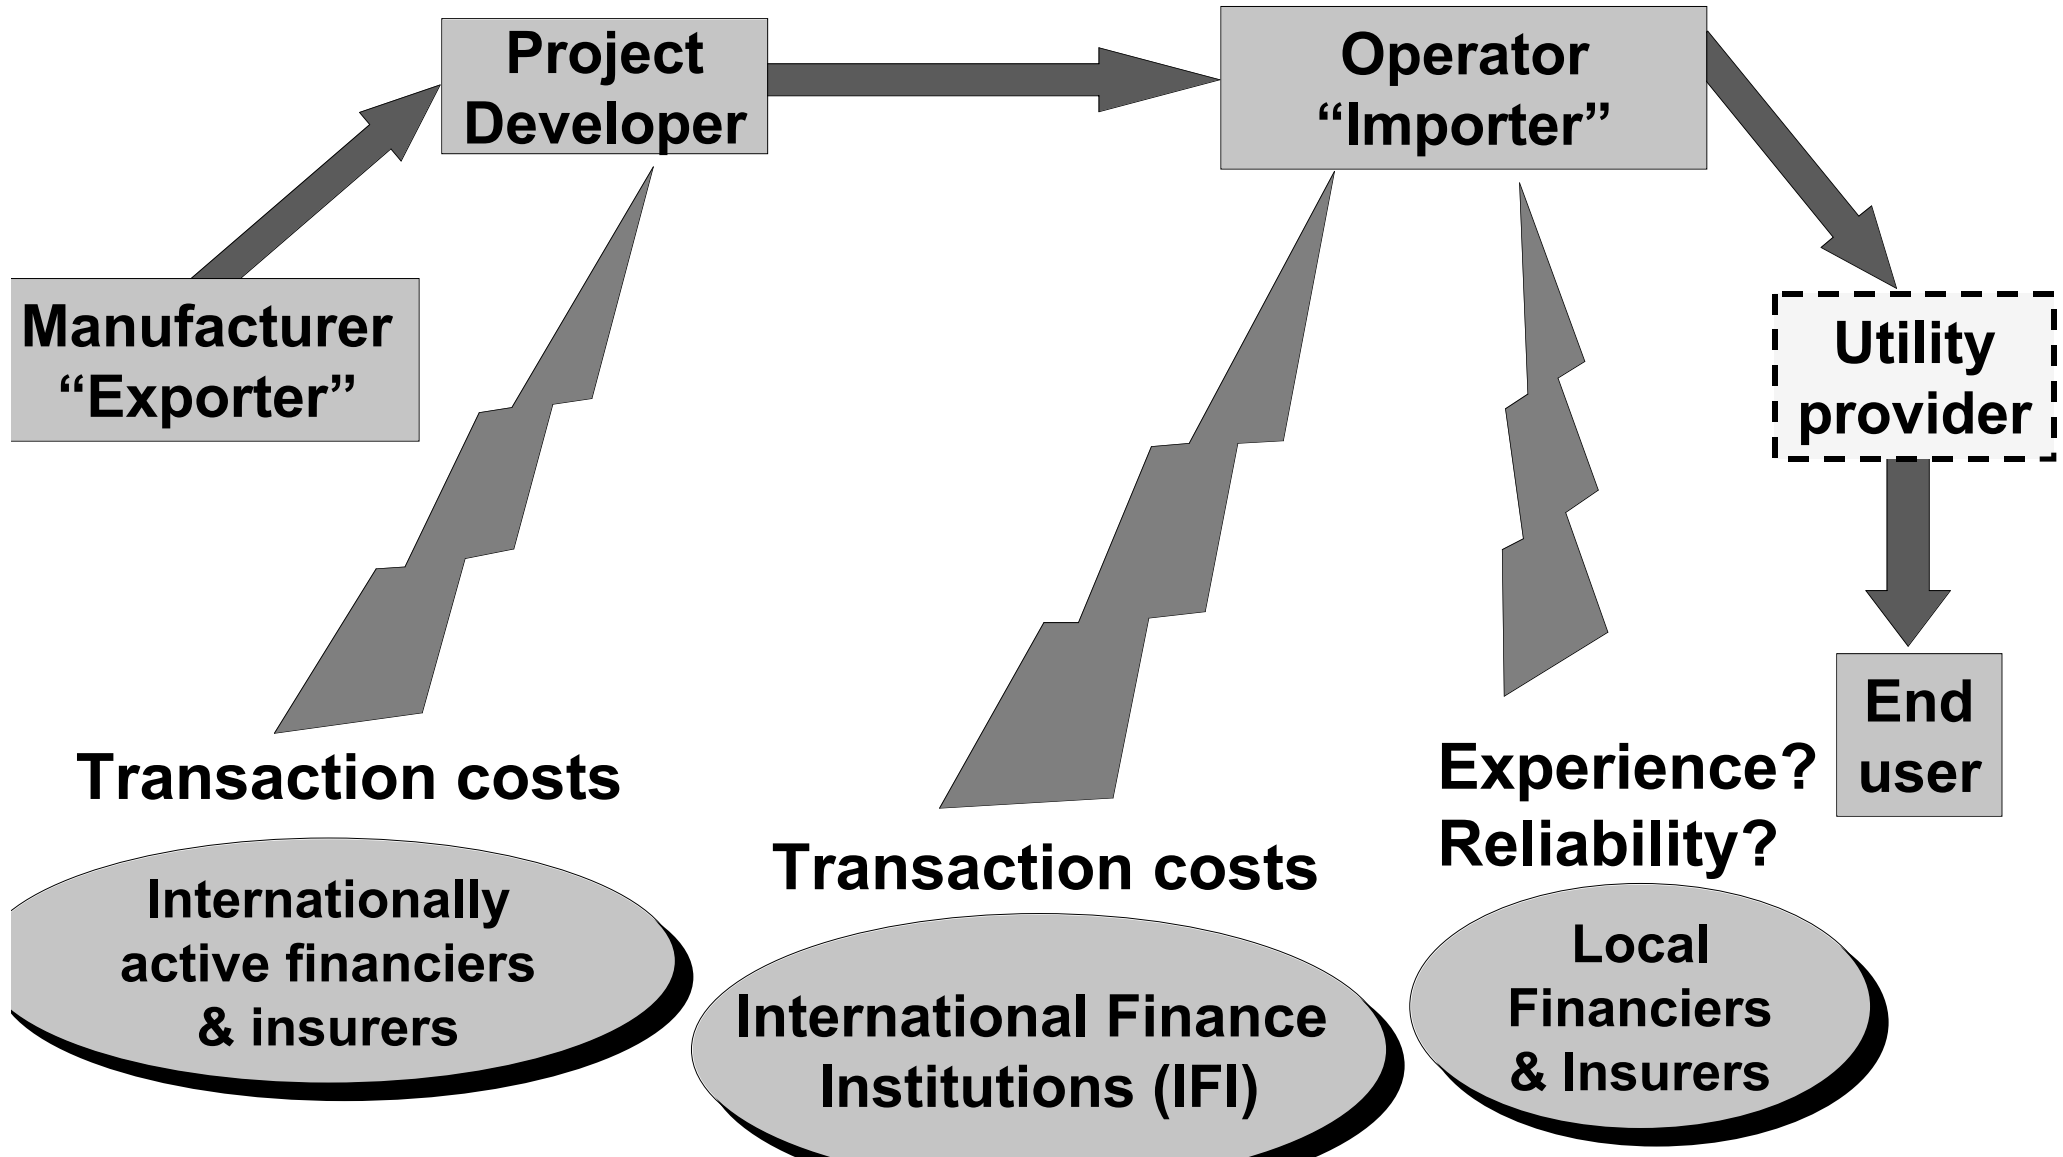 Project
Developer
Operator
“Importer”
Manufacturer
“Exporter”
Utility
provider
End
user
Transaction costs
Internationally
active financiers
& insurers
Transaction costs
International Finance
Institutions (IFI)
Experience?
Reliability?
Local
Financiers
& Insurers